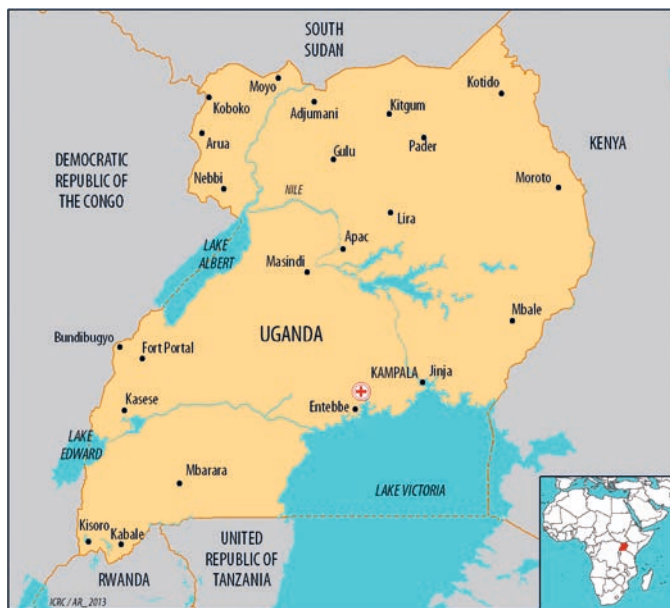 SOUTH
SUDAN
Moyo
Koboko
Adjumani
Kitgum
Kotido
Arua
Gulu
Pader
KENYA
DEMOCRATIC
REPUBLIC OF
THE CONGO
Nebbi
NILE
Moroto
Lira
Apac
LAKE
ALBERT
Masindi
Mbale
UGANDA
Bundibugyo
Fort Portal
KAMPALA
Jinja
Kasese
Entebbe
LAKE
EDWARD
Mbarara
LAKE VICTORIA
Kisoro
Kabale
UNITED
REPUBLIC OF
TANZANIA
RWANDA
ICRC / AR_ 2013